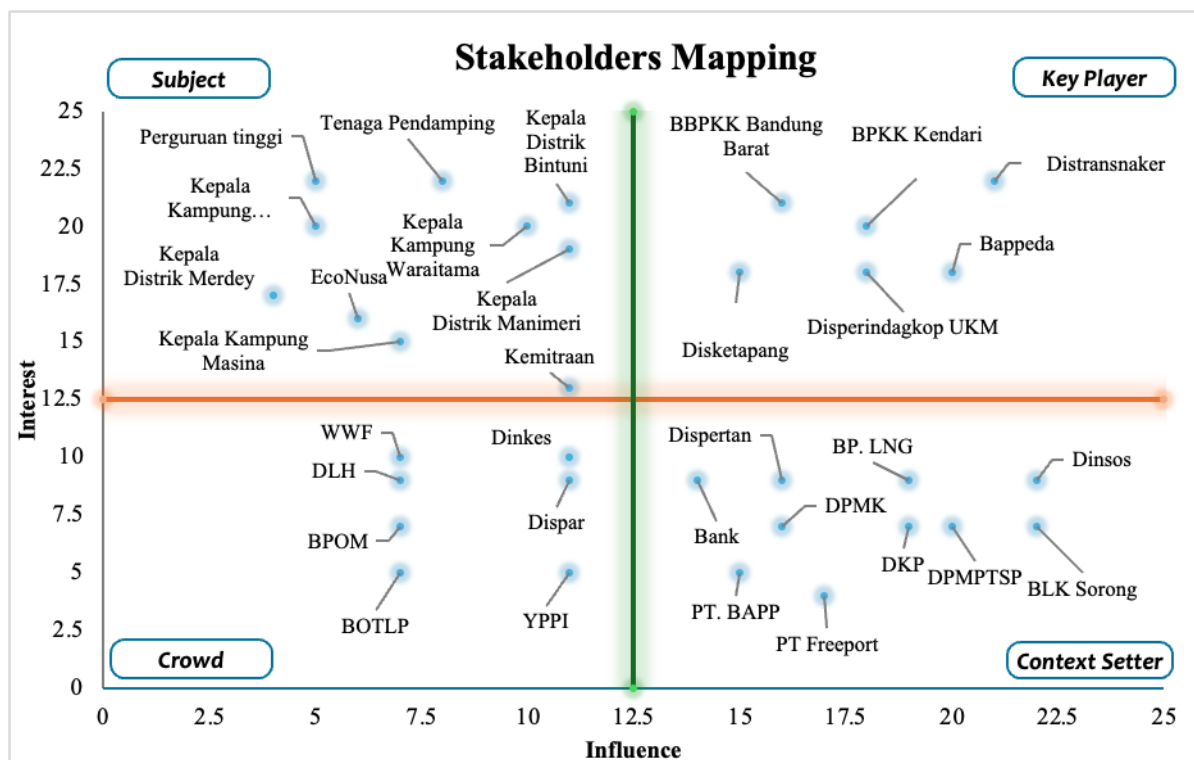 Stakeholders Mapping
Subject
Key Player
Kepala
Distrik
Bintuni
Tenaga Pendamping
Perguruan tinggi
BBPKK Bandung
Barat
BPKK Kendari
Distransnaker
Kepala
Kampung…
Kepala
Kampung
Waraitama
Kepala
Distrik Merdey
EcoNusa
Bappeda
Kepala
Distrik Manimeri
Disperindagkop UKM
Kepala Kampung
Masina
Disketapang
Kemitraan
WWF
Dinkes
Dispertan
BP. LNG
Dinsos
DLH
Dispar
Bank
DPMK
BPOM
DKP
DPMPTSP
BLK Sorong
BOTLP
YPPI
PT. BAPP
PT Freeport
Crowd
Context Setter
25
22.5
20
17.5
15
12.5
10
7.5
5
2.5
0
Interest
0
2.5
5
7.5
10
12.5
15
17.5
20
22.5
25
Influence